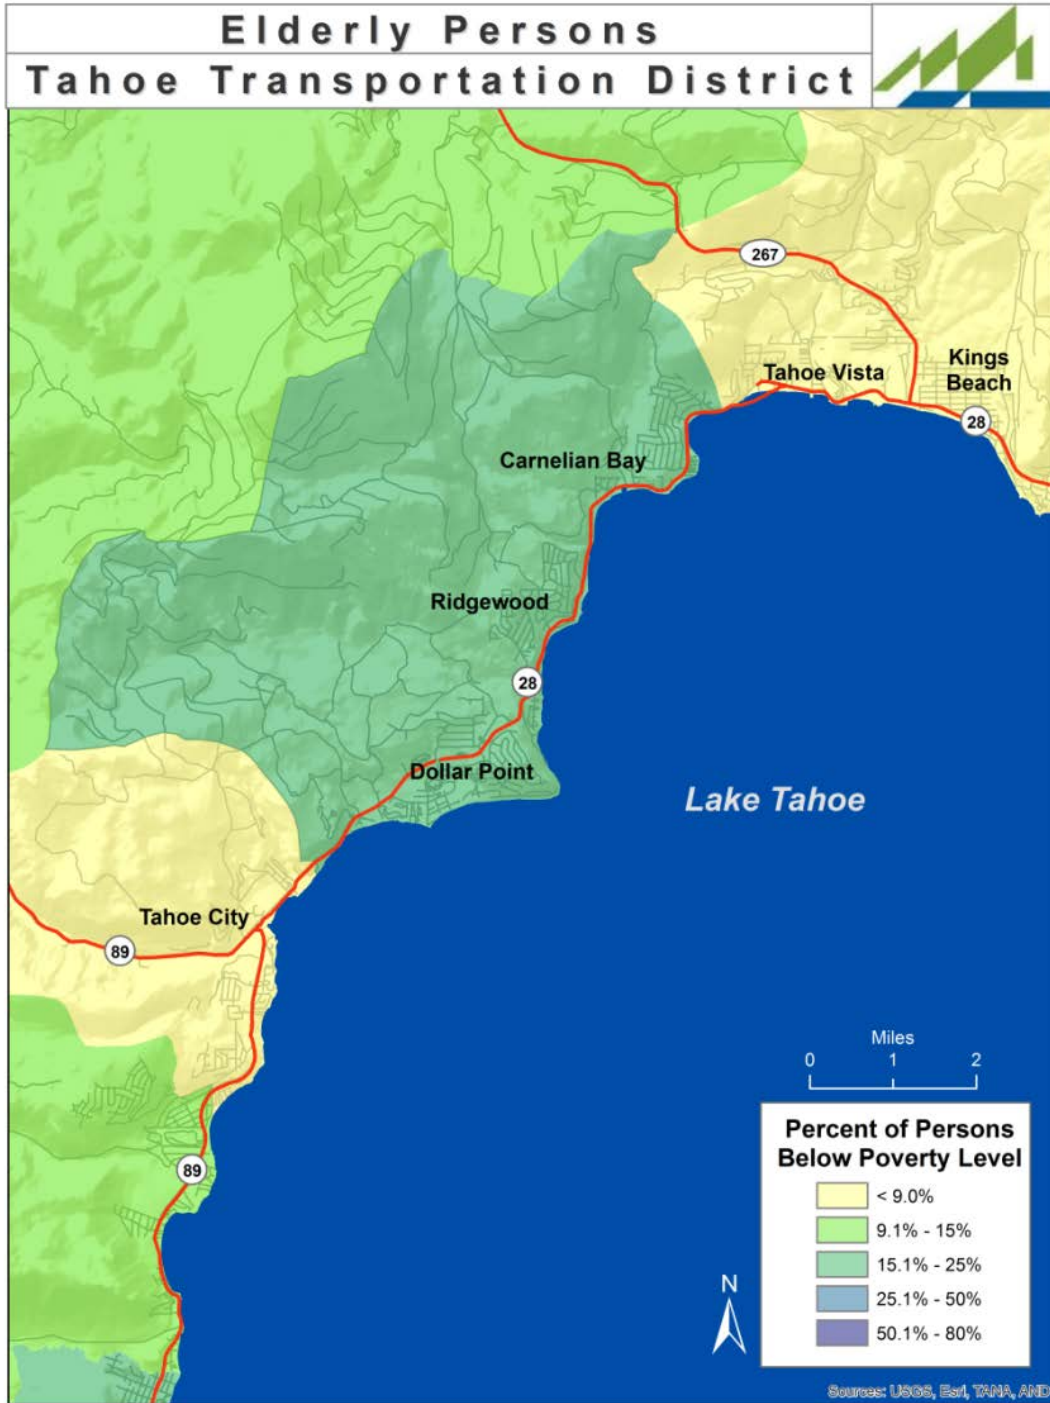 Elderly Persons
Tahoe Transportation District
267
Tahoe Vista
Kings
Beach
28
Carnelian Bay
Ridgewood
28
Dollar Point
Lake Tahoe
Tahoe City
89
89
Miles
0 1 2
Percent of Persons
Below Poverty Level
< 9.0%
9.1% - 15%
15.1% - 25%
25.1% - 50%
50.1% - 80%
N
Sources: USGS, Esri, TANA, AND